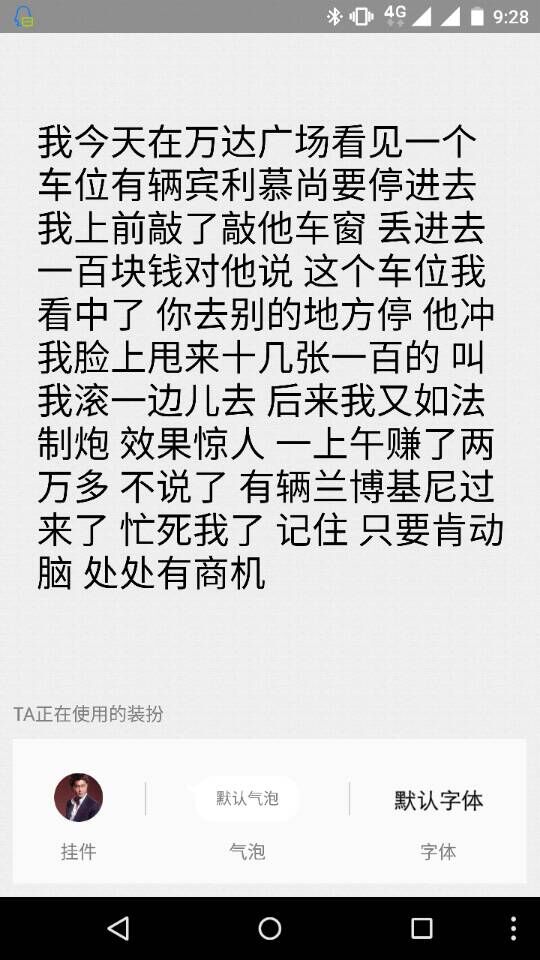 4G 9:28
我今天在万达广场看见一个
车位有辆宾利慕尚要停进去
我上前敲了敲他车窗 丢进去
一百块钱对他说 这个车位我
看中了 你去别的地方停 他冲
我脸上甩来十几张一百的 叫
我滚一边儿去 后来我又如法
制炮 效果惊人 一上午赚了两
万多 不说了 有辆兰博基尼过
来了 忙死我了 记住 只要肯动
脑 处处有商机
TA正在使用的装扮
默认气泡 默认字体
挂件 气泡 字体